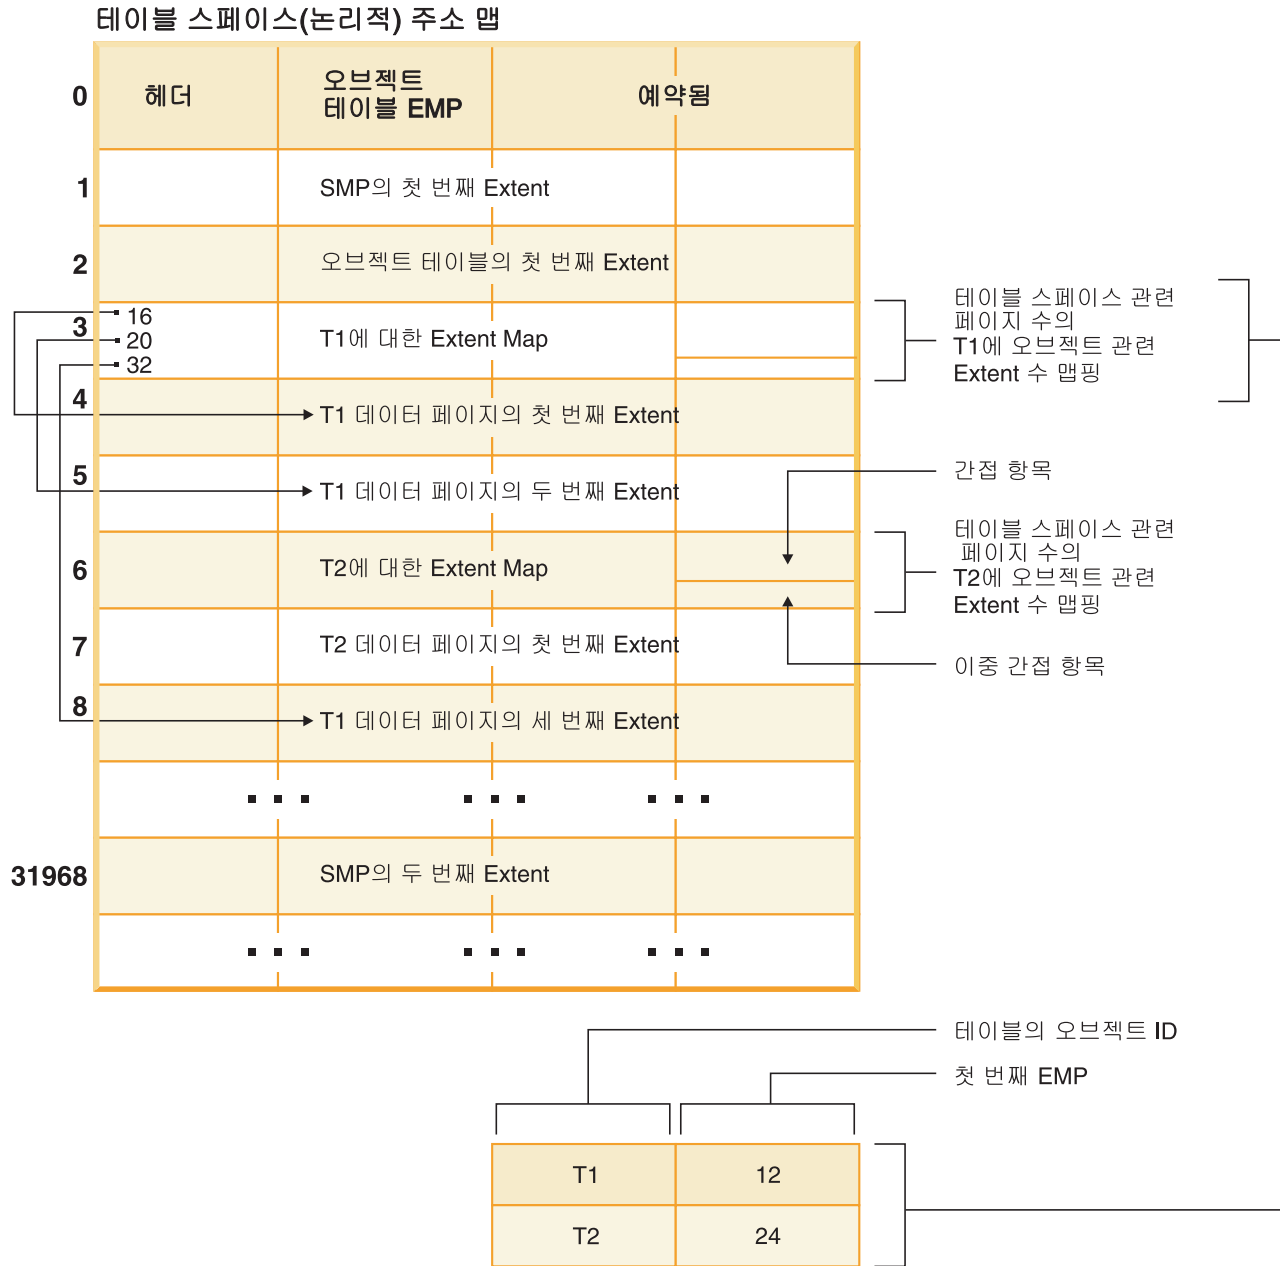 테이블 스페이스(논리적) 주소 맵
0
헤더
오브젝트
테이블 EMP
예약됨
1
SMP의 첫 번째 Extent
2
오브젝트 테이블의 첫 번째 Extent
3
16
20
32
T1에 대한 Extent Map
테이블 스페이스 관련
페이지 수의
T1에 오브젝트 관련
Extent 수 맵핑
4
T1 데이터 페이지의 첫 번째 Extent
5
T1 데이터 페이지의 두 번째 Extent
간접 항목
6
T2에 대한 Extent Map
테이블 스페이스 관련
페이지 수의
T2에 오브젝트 관련
Extent 수 맵핑
7
T2 데이터 페이지의 첫 번째 Extent
이중 간접 항목
8
T1 데이터 페이지의 세 번째 Extent
31968
SMP의 두 번째 Extent
테이블의 오브젝트 ID
첫 번째 EMP
T1
12
T2
24